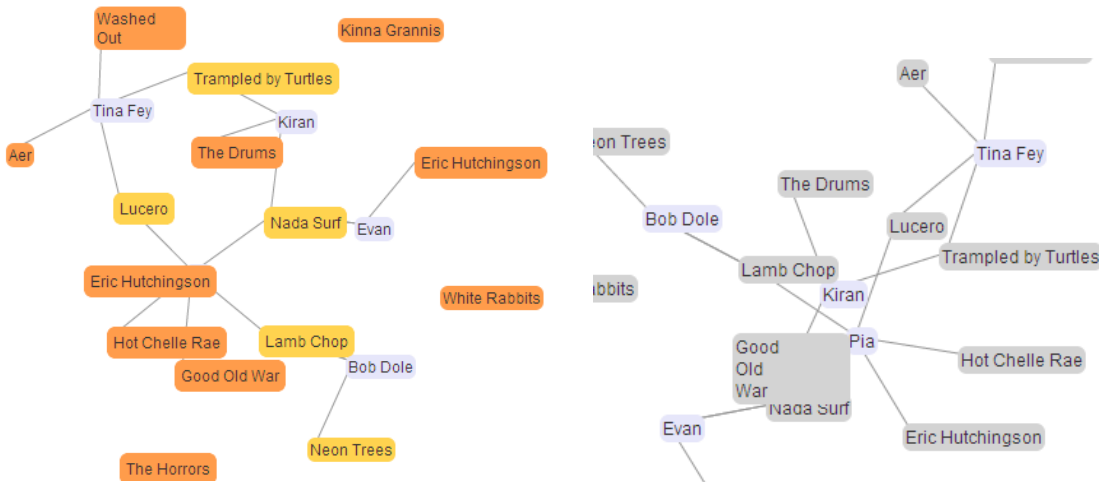 Washed
Out
Kinna Grannis
Trampled by Turtles
Tina Fey
Kiran
Aer
The Drums
Eric Hutchingson
Lucero
Nada Surf
Evan
Eric Hutchingson
White Rabbits
Hot Chelle Rae
Lamb Chop
Good Old War
Bob Dole
Neon Trees
The Horrors
Aer
eon Trees
Tina Fey
The Drums
Bob Dole
Lucero
Lamb Chop
Trampled by Turtles
abbits
Kiran
Pia
Good
Old
War
Hot Chelle Rae
Nada Surf
Evan
Eric Hutchingson